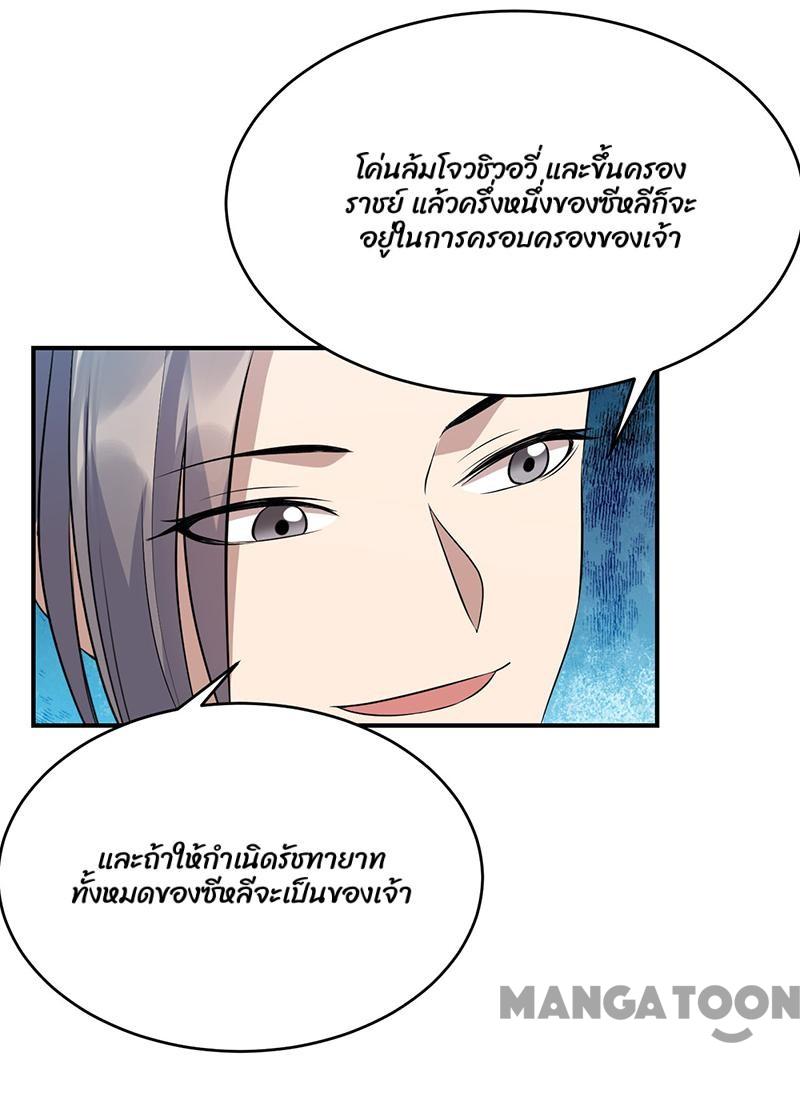 โค่นล้มโจวชิวอวี่ และขึ้นครอง
ราชย์ แล้วครึ่งหนึ่งของซีหลีก็จะ
อยู่ในการครอบครองของเจ้า
และถ้าให้กำเนิดรัชทายาท
ทั้งหมดของซีหลีจะเป็นของเจ้า
MANGATOON